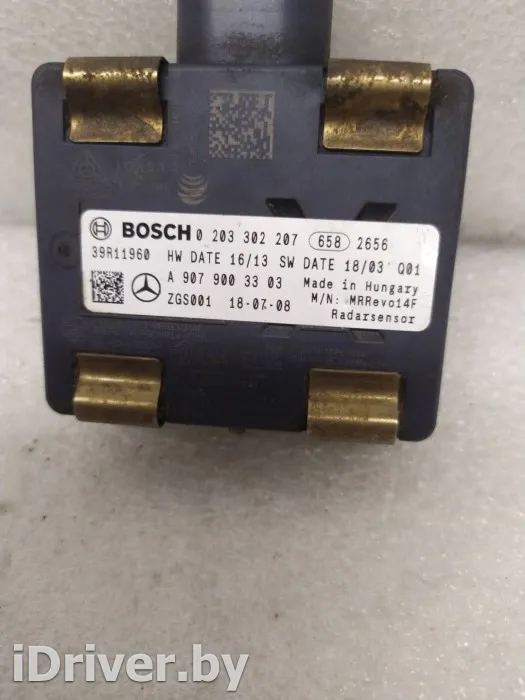 BOSCH 0 203 302 207 658 2656
39R11960 HW DATE 16/13 SW DATE 18/03 Q01
A 907 900 33 03 Made in Hungary
ZGS001 18-07-08 M/N: MRRevo14F
Radarsensor
iDriver.by